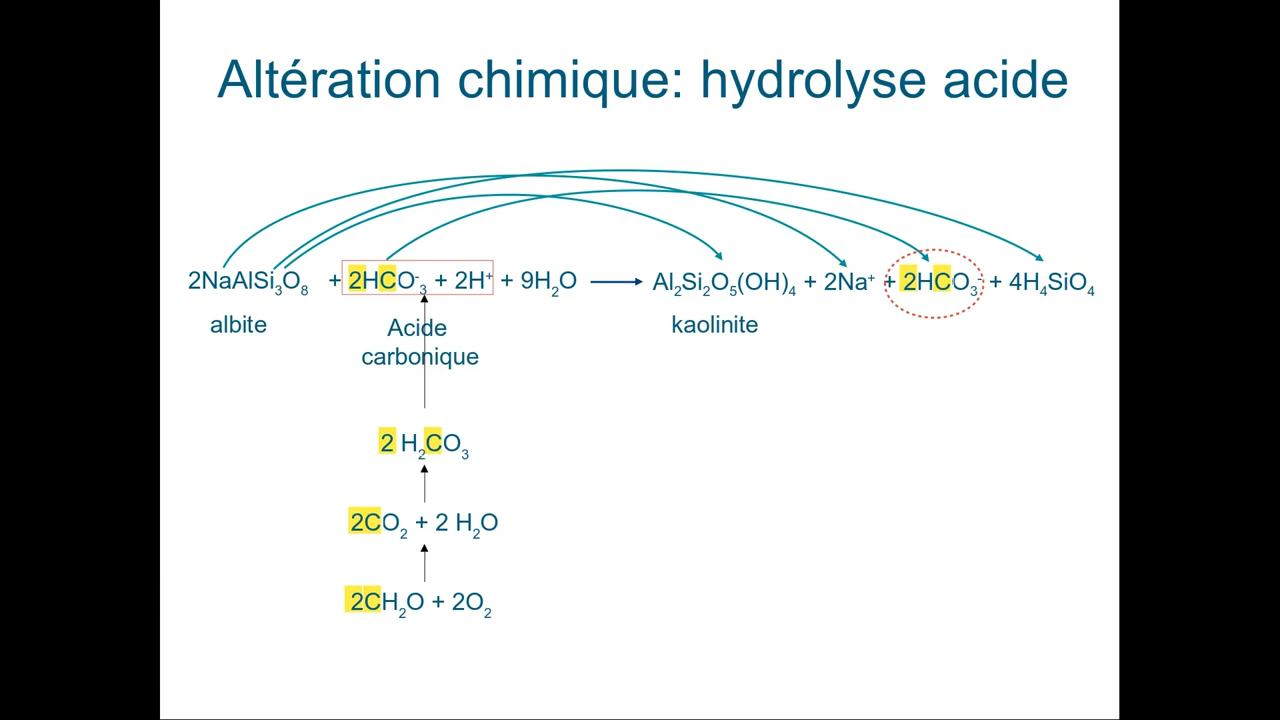 Altération chimique: hydrolyse acide
2NaAlSi₃O₈ + 2HCO⁻₃ + 2H⁺ + 9H₂O ⟶ Al₂Si₂O₅(OH)₄ + 2Na⁺ + 2HCO₃⁻ + 4H₄SiO₄
albite
Acide
carbonique
kaolinite
2 H₂CO₃
2CO₂ + 2 H₂O
2CH₂O + 2O₂